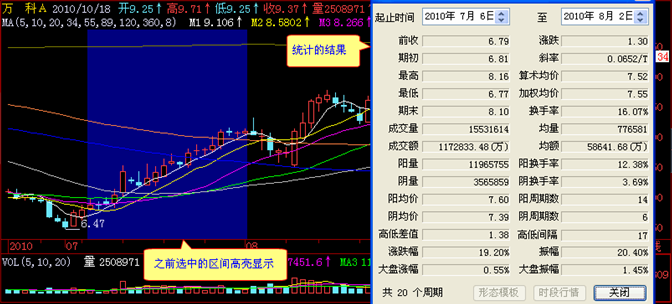 万 科A 2010/10/18 开9.25↑ 高9.71↑ 低9.25↑ 收9.37↑ 量2508971
MA(5,10,20,34,55,89,120,360,8) M1 9.106↑ M2 8.5802↑ M3 8.266↑
统计的结果
6.47
之前选中的区间高亮显示
2010 07 08
VOL(5,10,20) 量 2508971 7451.6↑ MA3 11
起止时间 2010年 7月 6日 至 2010年 8月 2日
前收 6.79 涨跌 1.30
期初 6.81 斜率 0.0652/T
最高 8.16 算术均价 7.52
最低 6.77 加权均价 7.55
期末 8.10 换手率 16.07%
成交量 15531614 均量 776581
成交额 1172833.48(万) 均额 58641.68(万)
阳量 11965755 阳换手率 12.38%
阴量 3565859 阴换手率 3.69%
阳均价 7.60 阳周期数 14
阴均价 7.39 阴周期数 6
高低差值 1.38 高低间隔 17
涨跌幅 19.20% 振幅 20.40%
大盘涨幅 0.55% 大盘振幅 1.45%
共 20 个周期 形态模板 时段行情 关闭
34
809